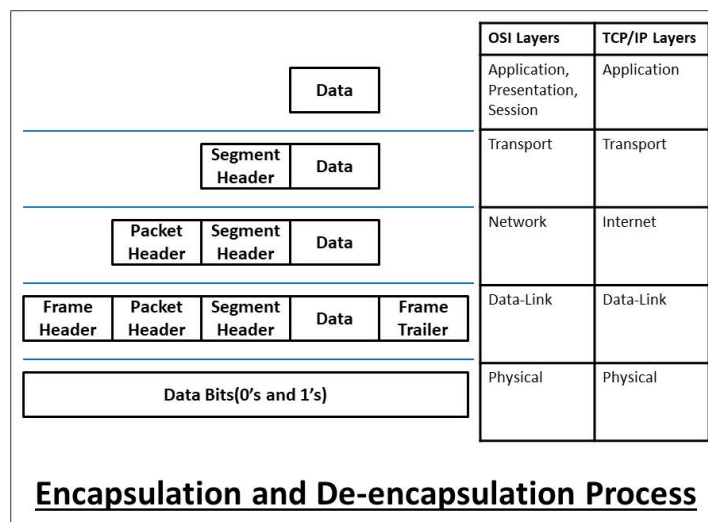 OSI Layers TCP/IP Layers
Data
Application,
Presentation,
Session
Application
Segment
Header
Data
Transport
Transport
Packet
Header
Segment
Header
Data
Network
Internet
Frame
Header
Packet
Header
Segment
Header
Data
Frame
Trailer
Data-Link
Data-Link
Data Bits(0’s and 1’s)
Physical
Physical
Encapsulation and De-encapsulation Process